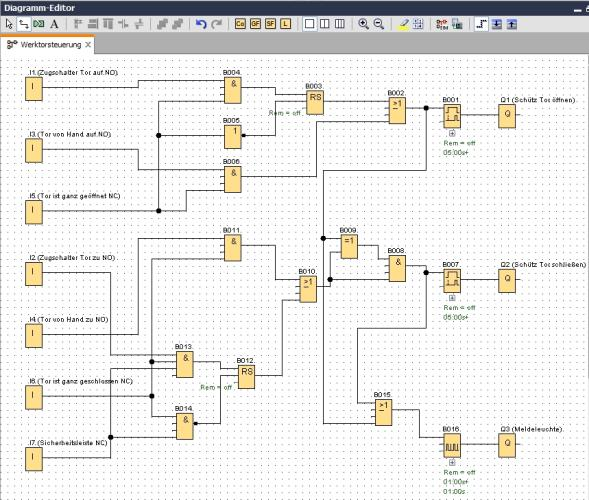 Diagramm-Editor
A Co GF SF L
Werktorsteuerung X
I1 (Zugschalter Tor auf NO)
I
B004
&
B003
RS
Rem = off
B002
>1
B001
Rem = off
05:00s+
Q1 (Schütz Tor öffnen)
Q
B005
1
I3 (Tor von Hand auf NO)
I
B006
&
I5 (Tor ist ganz geöffnet NC)
I
I2 (Zugschalter Tor zu NO)
I
B011
&
B010
>1
B009
=1
B008
&
B007
Rem = off
05:00s+
Q2 (Schütz Tor schließen)
Q
I4 (Tor von Hand zu NO)
I
B013
&
B012
RS
Rem = off
I6 (Tor ist ganz geschlossen NC)
I
B014
&
B015
>1
B016
Rem = off
01:00s+
01:00s
Q3 (Meldeleuchte)
Q
I7 (Sicherheitsleiste NC)
I